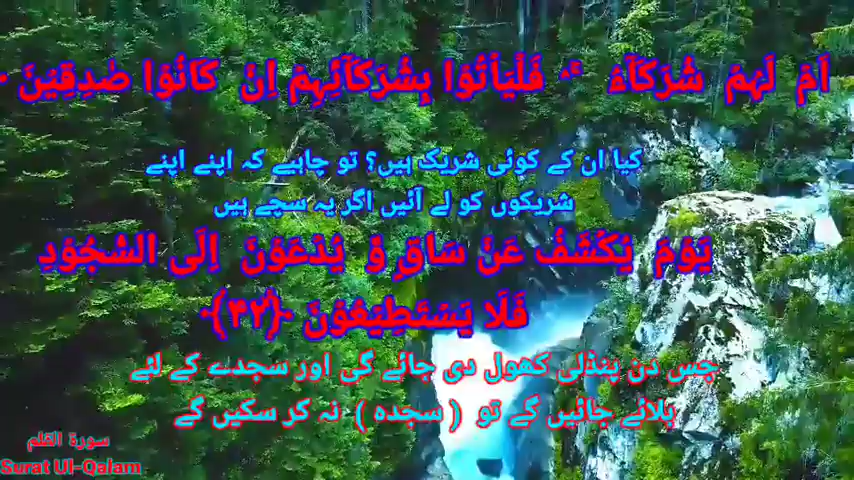 اَمۡ لَہُمۡ شُرَکَآءُ ۚۛ فَلۡیَاۡتُوۡا بِشُرَکَآئِہِمۡ اِنۡ کَانُوۡا صٰدِقِیۡنَ
کیا ان کے کوئی شریک ہیں؟ تو چاہیے کہ اپنے اپنے
شریکوں کو لے آئیں اگر یہ سچے ہیں
یَوۡمَ یُکۡشَفُ عَنۡ سَاقٍ وَّ یُدۡعَوۡنَ اِلَی السُّجُوۡدِ
فَلَا یَسۡتَطِیۡعُوۡنَ ﴿۴۲﴾
جس دن پنڈلی کھول دی جائے گی اور سجدے کے لئے
بلائے جائیں گے تو ( سجدہ ) نہ کر سکیں گے
سورة القلم
Surat Ul-Qalam